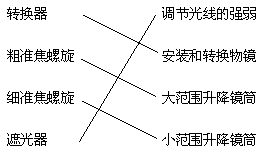 转换器 调节光线的强弱
粗准焦螺旋 安装和转换物镜
细准焦螺旋 大范围升降镜筒
遮光器 小范围升降镜筒